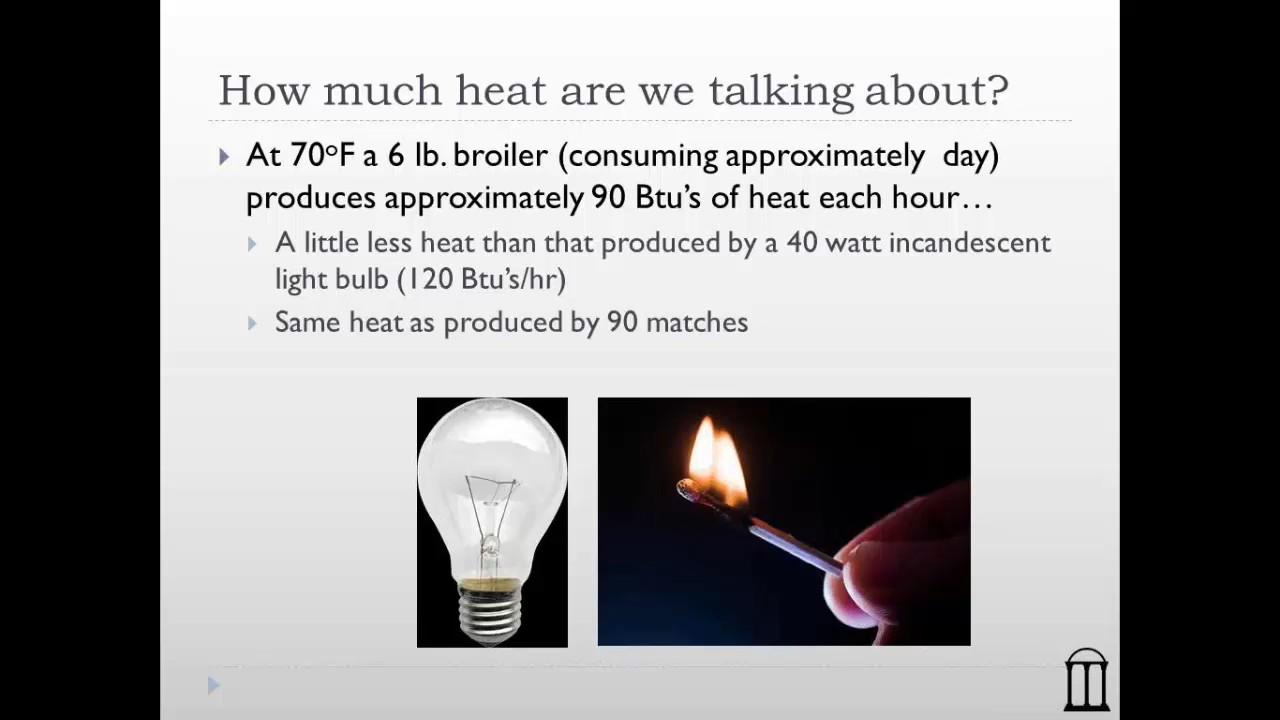 How much heat are we talking about?
At 70°F a 6 lb. broiler (consuming approximately  day)
produces approximately 90 Btu’s of heat each hour…
A little less heat than that produced by a 40 watt incandescent
light bulb (120 Btu’s/hr)
Same heat as produced by 90 matches